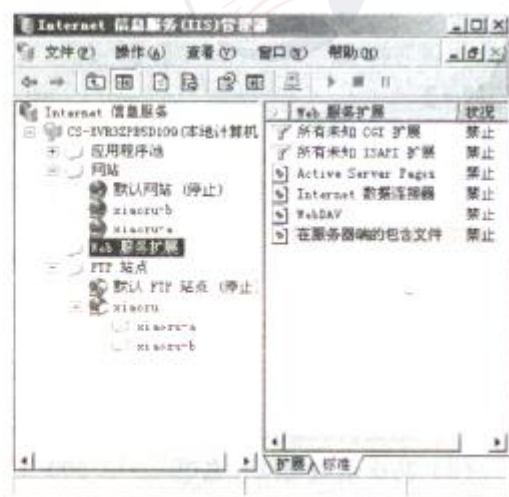 Internet 信息服务(IIS)管理器
文件(F) 操作(A) 查看(V) 窗口(W) 帮助(H)
Internet 信息服务
(本地计算机
应用程序池
网站
默认网站 (停止)
xiaoru-b
xiaoru-a
Web 服务扩展
FTP 站点
默认 FTP 站点 (停止
xiaoru
xiaoru-a
xiaoru-b
Web 服务扩展 状况
所有未知 CGI 扩展 禁止
所有未知 ISAPI 扩展 禁止
Active Server Pages 禁止
Internet 数据连接器 禁止
WebDAV 禁止
在服务器端的包含文件 禁止
扩展 标准